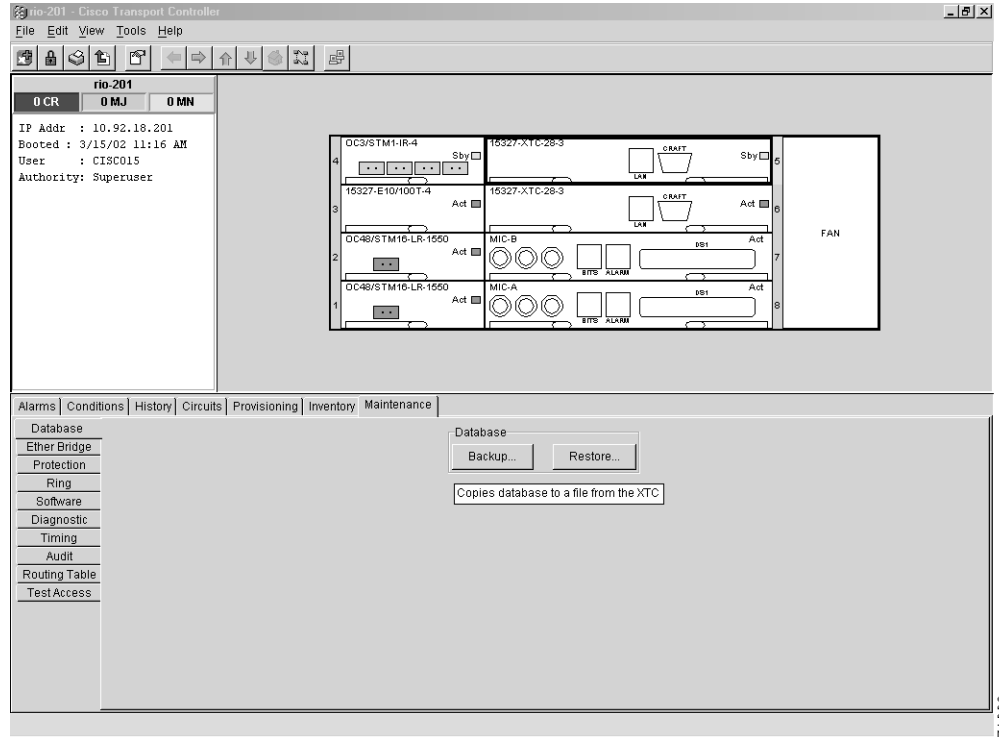 rio-201 - Cisco Transport Controller
File Edit View Tools Help
rio-201
0 CR 0 MJ 0 MN
IP Addr : 10.92.18.201
Booted : 3/15/02 11:16 AM
User : CISCO15
Authority: Superuser
OC3/STM1-IR-4
Sby
4
15327-XTC-28-3
CRAFT
LAN
Sby
5
15327-E10/100T-4
Act
3
15327-XTC-28-3
CRAFT
LAN
Act
6
OC48/STM16-LR-1550
Act
2
MIC-B
BITS ALARM
DS1
Act
7
OC48/STM16-LR-1550
Act
1
MIC-A
BITS ALARM
DS1
Act
8
FAN
Alarms Conditions History Circuits Provisioning Inventory Maintenance
Database
Ether Bridge
Protection
Ring
Software
Diagnostic
Timing
Audit
Routing Table
Test Access
Database
Backup... Restore...
Copies database to a file from the XTC